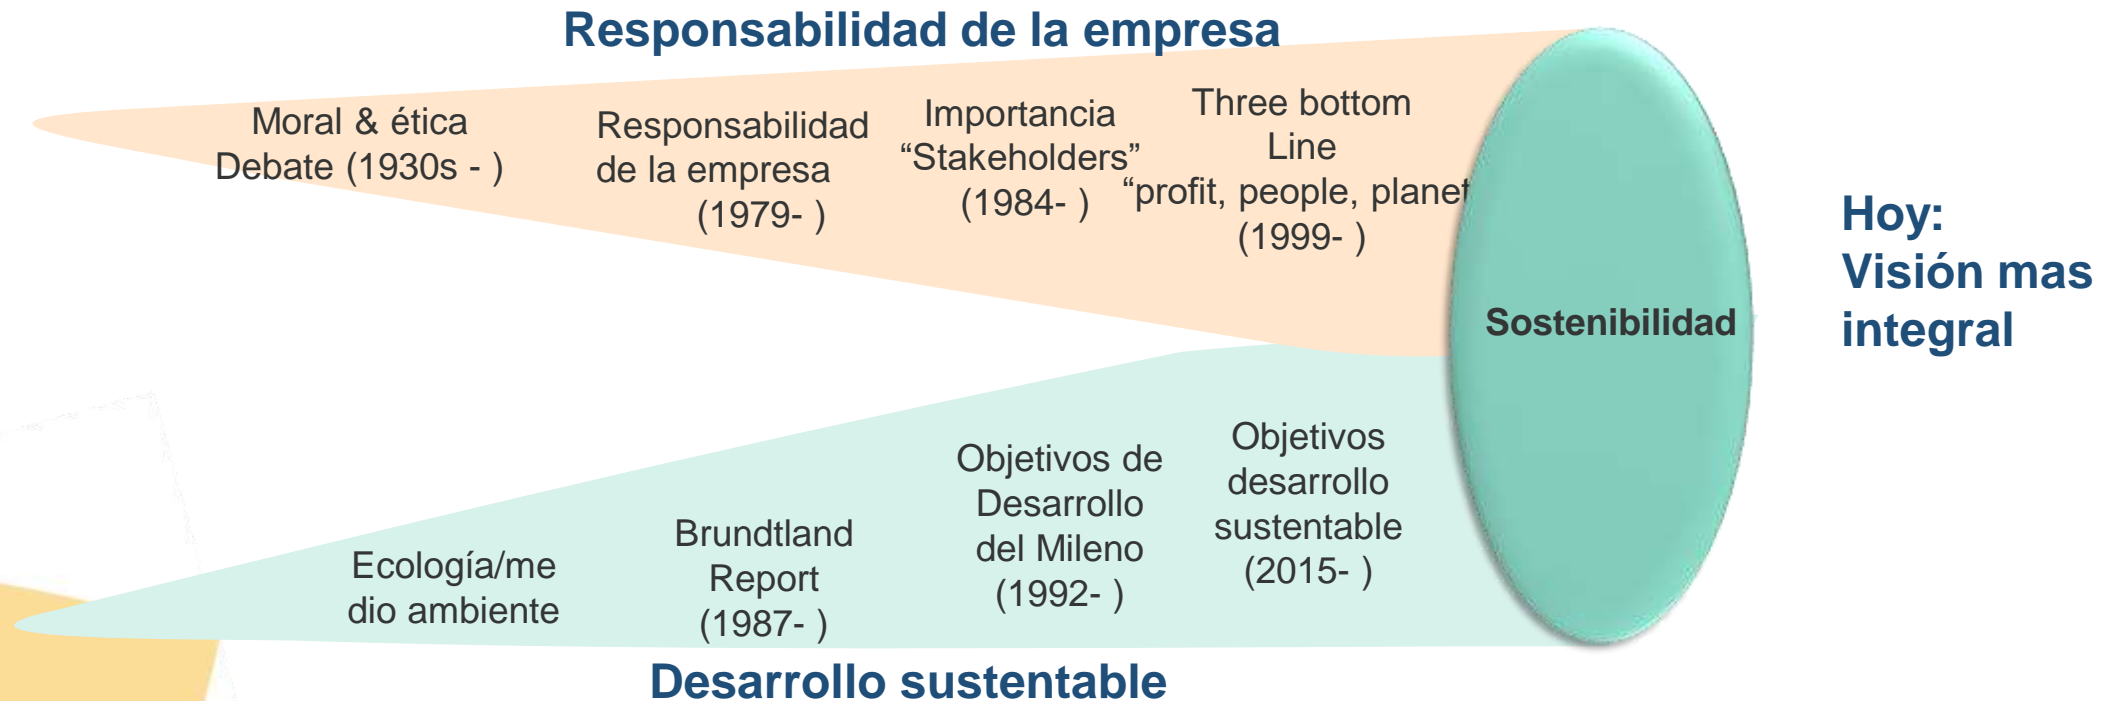 Responsabilidad de la empresa
Moral & ética
Debate (1930s - )
Responsabilidad
de la empresa
(1979- )
Importancia
“Stakeholders”
(1984- )
Three bottom
Line
“profit, people, planet
(1999- )
Sostenibilidad
Hoy:
Visión mas
integral
Ecología/me
dio ambiente
Brundtland
Report
(1987- )
Objetivos de
Desarrollo
del Mileno
(1992- )
Objetivos
desarrollo
sustentable
(2015- )
Desarrollo sustentable